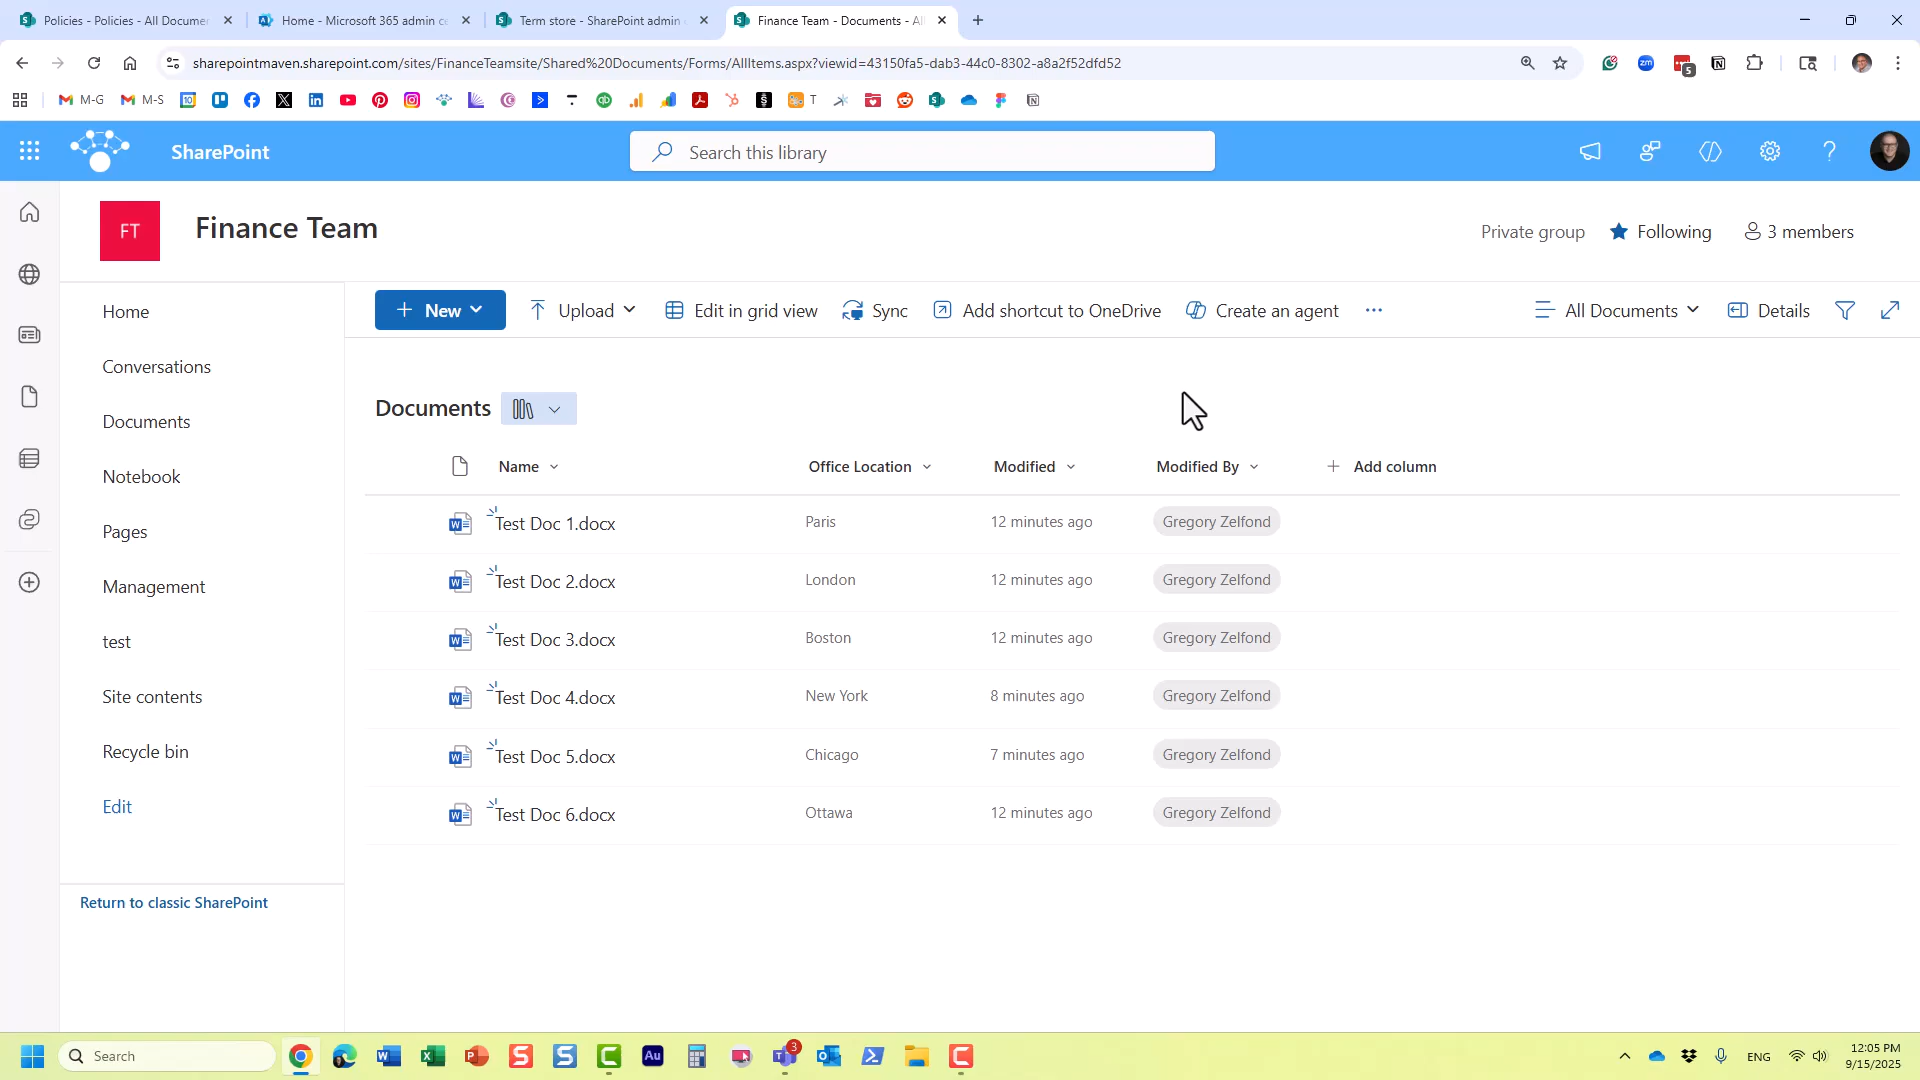 Policies - Policies - All Documen
Home - Microsoft 365 admin ce
Term store - SharePoint admin
Finance Team - Documents - All
sharepointmaven.sharepoint.com/sites/FinanceTeamsite/Shared%20Documents/Forms/AllItems.aspx?viewid=43150fa5-dab3-44c0-8302-a8a2f52dfd52
M-G
M-S
T
SharePoint
Search this library
FT
Finance Team
Private group
Following
3 members
Home
Conversations
Documents
Notebook
Pages
Management
test
Site contents
Recycle bin
Edit
Return to classic SharePoint
New
Upload
Edit in grid view
Sync
Add shortcut to OneDrive
Create an agent
All Documents
Details
Documents
Name Office Location Modified Modified By Add column
Test Doc 1.docx Paris 12 minutes ago Gregory Zelfond
Test Doc 2.docx London 12 minutes ago Gregory Zelfond
Test Doc 3.docx Boston 12 minutes ago Gregory Zelfond
Test Doc 4.docx New York 8 minutes ago Gregory Zelfond
Test Doc 5.docx Chicago 7 minutes ago Gregory Zelfond
Test Doc 6.docx Ottawa 12 minutes ago Gregory Zelfond
Search
3
ENG
12:05 PM
9/15/2025